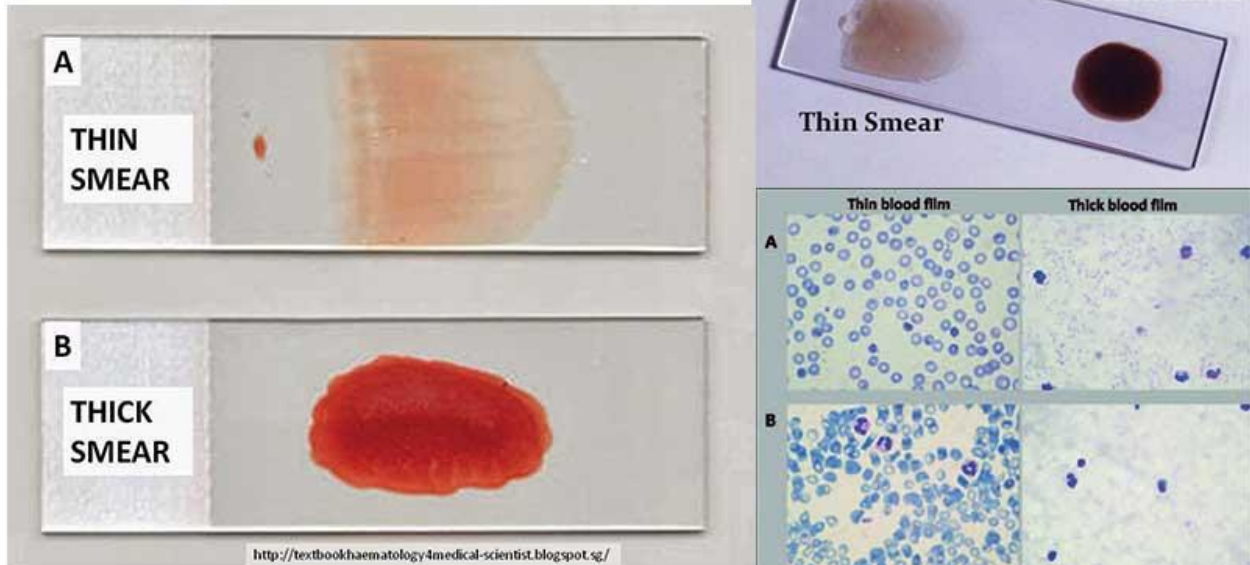 A
THIN
SMEAR
B
THICK
SMEAR
http://textbookhaematology4medical-scientist.blogspot.sg/
Thin Smear
Thin blood film
Thick blood film
A
B